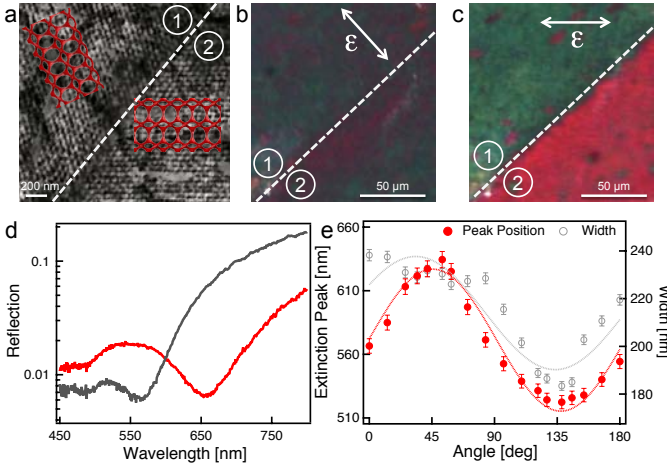 a
1
2
200 nm
b
ε
1
2
50 µm
c
ε
1
2
50 µm
d
Reflection
0.1
0.01
450
550
650
750
Wavelength [nm]
e
Extinction Peak [nm]
660
610
560
510
Peak Position
Width
240
220
200
180
Width [nm]
0
45
90
135
180
Angle [deg]